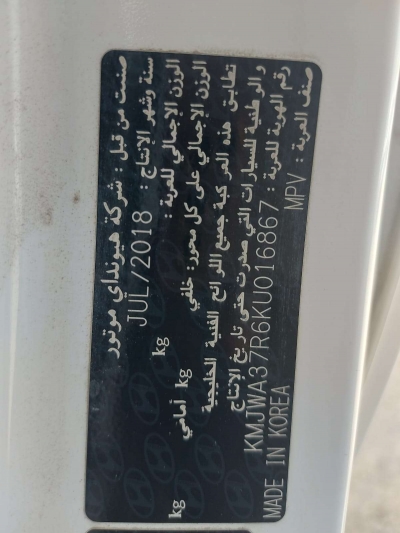 صنعت من قبل : شركة هيونداي موتور
سنة وشهر الإنتاج : JUL/2018
الوزن الإجمالي للعربة : kg
الوزن الإجمالي على كل محور: خلفي kg أمامي kg
تطابق هذه المركبة جميع اللوائح الفنية الخليجية
والوطنية للسيارات التي صدرت حتى تاريخ الإنتاج
رقم الهوية للعربة : KMJWA37R6KU016867
صنف العربة : MPV MADE IN KOREA